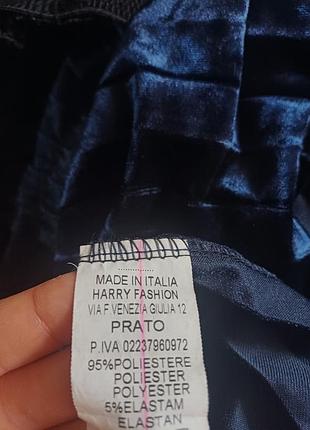 MADE IN ITALIA
HARRY FASHION
VIA F VENEZIA GIULIA 12
PRATO
P.IVA 02237960972
95%POLIESTERE
POLIESTER
POLYESTER
5%ELASTAM
ELASTAN